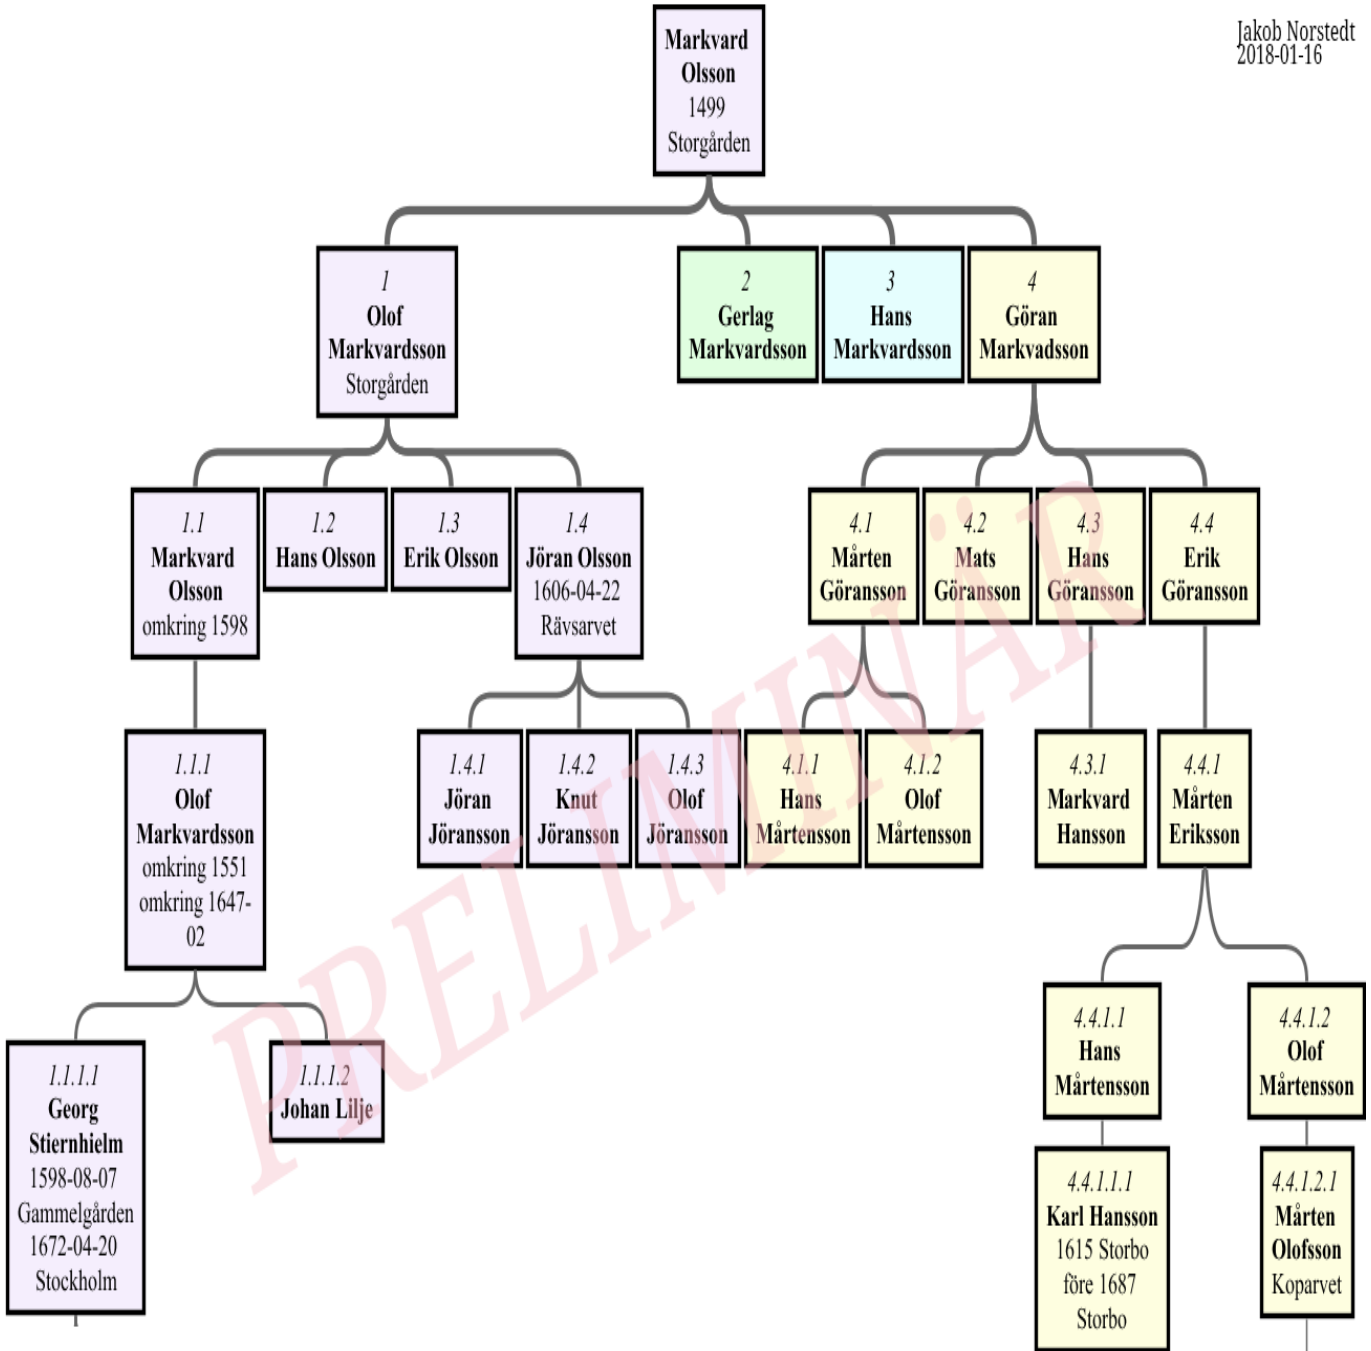 Jakob Norstedt
2018-01-16
Markvard
Olsson
1499
Storgården
1
Olof
Markvardsson
Storgården
2
Gerlag
Markvardsson
3
Hans
Markvardsson
4
Göran
Markvadsson
1.1
Markvard
Olsson
omkring 1598
1.2
Hans Olsson
1.3
Erik Olsson
1.4
Jöran Olsson
1606-04-22
Rävsarvet
4.1
Mårten
Göransson
4.2
Mats
Göransson
4.3
Hans
Göransson
4.4
Erik
Göransson
1.1.1
Olof
Markvardsson
omkring 1551
omkring 1647-
02
1.4.1
Jöran
Jöransson
1.4.2
Knut
Jöransson
1.4.3
Olof
Jöransson
4.1.1
Hans
Mårtensson
4.1.2
Olof
Mårtensson
4.3.1
Markvard
Hansson
4.4.1
Mårten
Eriksson
1.1.1.1
Georg
Stiernhielm
1598-08-07
Gammelgården
1672-04-20
Stockholm
1.1.1.2
Johan Lilje
4.4.1.1
Hans
Mårtensson
4.4.1.2
Olof
Mårtensson
4.4.1.1.1
Karl Hansson
1615 Storbo
före 1687
Storbo
4.4.1.2.1
Mårten
Olofsson
Koparvet
PRELIMINÄR